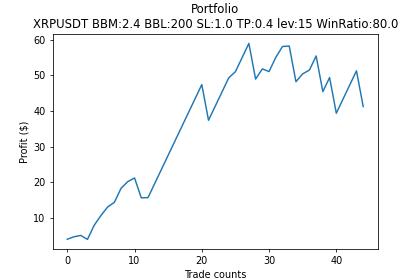 Portfolio
XRPUSDT BBM:2.4 BBL:200 SL:1.0 TP:0.4 lev:15 WinRatio:80.0
60
50
40
30
20
10
Profit ($)
0 10 20 30 40
Trade counts